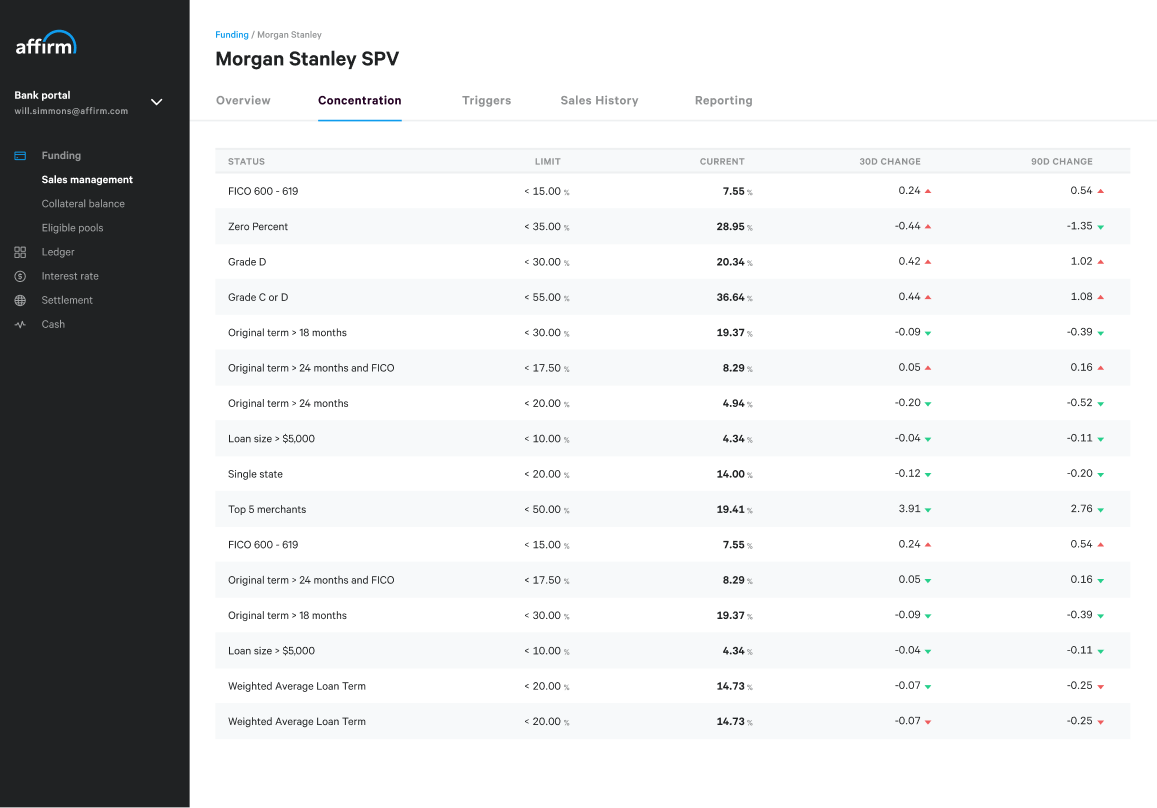 affirm
Bank portal
will.simmons@affirm.com
Funding
Sales management
Collateral balance
Eligible pools
Ledger
Interest rate
Settlement
Cash
Funding / Morgan Stanley
Morgan Stanley SPV
Overview Concentration Triggers Sales History Reporting
STATUS LIMIT CURRENT 30D CHANGE 90D CHANGE
FICO 600 - 619 < 15.00 % 7.55 % 0.24 0.54
Zero Percent < 35.00 % 28.95 % -0.44 -1.35
Grade D < 30.00 % 20.34 % 0.42 1.02
Grade C or D < 55.00 % 36.64 % 0.44 1.08
Original term > 18 months < 30.00 % 19.37 % -0.09 -0.39
Original term > 24 months and FICO < 17.50 % 8.29 % 0.05 0.16
Original term > 24 months < 20.00 % 4.94 % -0.20 -0.52
Loan size > $5,000 < 10.00 % 4.34 % -0.04 -0.11
Single state < 20.00 % 14.00 % -0.12 -0.20
Top 5 merchants < 50.00 % 19.41 % 3.91 2.76
FICO 600 - 619 < 15.00 % 7.55 % 0.24 0.54
Original term > 24 months and FICO < 17.50 % 8.29 % 0.05 0.16
Original term > 18 months < 30.00 % 19.37 % -0.09 -0.39
Loan size > $5,000 < 10.00 % 4.34 % -0.04 -0.11
Weighted Average Loan Term < 20.00 % 14.73 % -0.07 -0.25
Weighted Average Loan Term < 20.00 % 14.73 % -0.07 -0.25